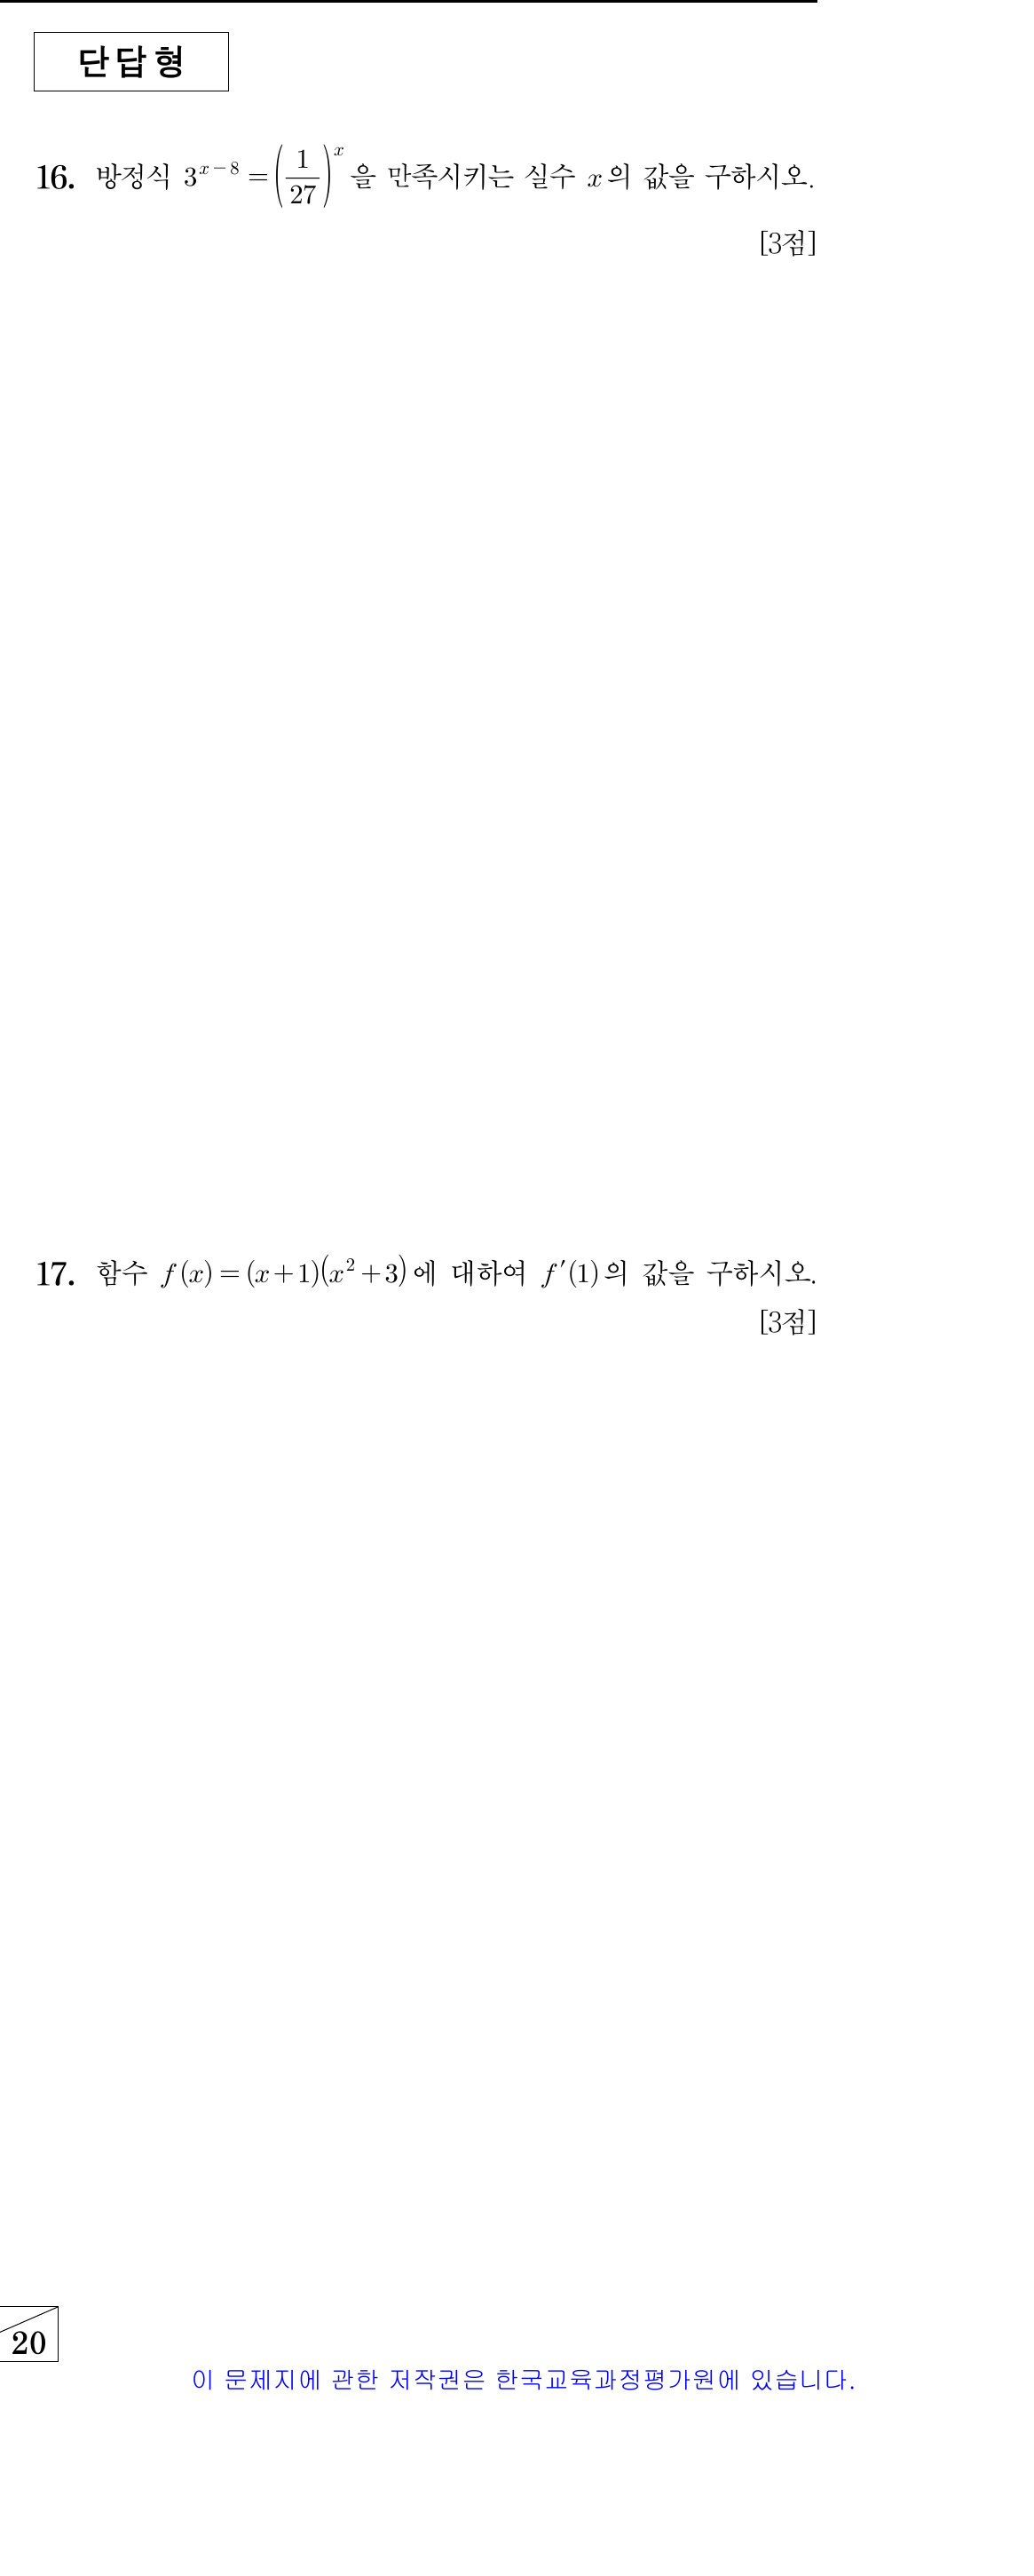 단답형
16. 방정식 3^{x-8} = (1/27)^x 을 만족시키는 실수 x의 값을 구하시오.
[3점]
17. 함수 f(x) = (x+1)(x^2+3)에 대하여 f′(1)의 값을 구하시오.
[3점]
20
이 문제지에 관한 저작권은 한국교육과정평가원에 있습니다.